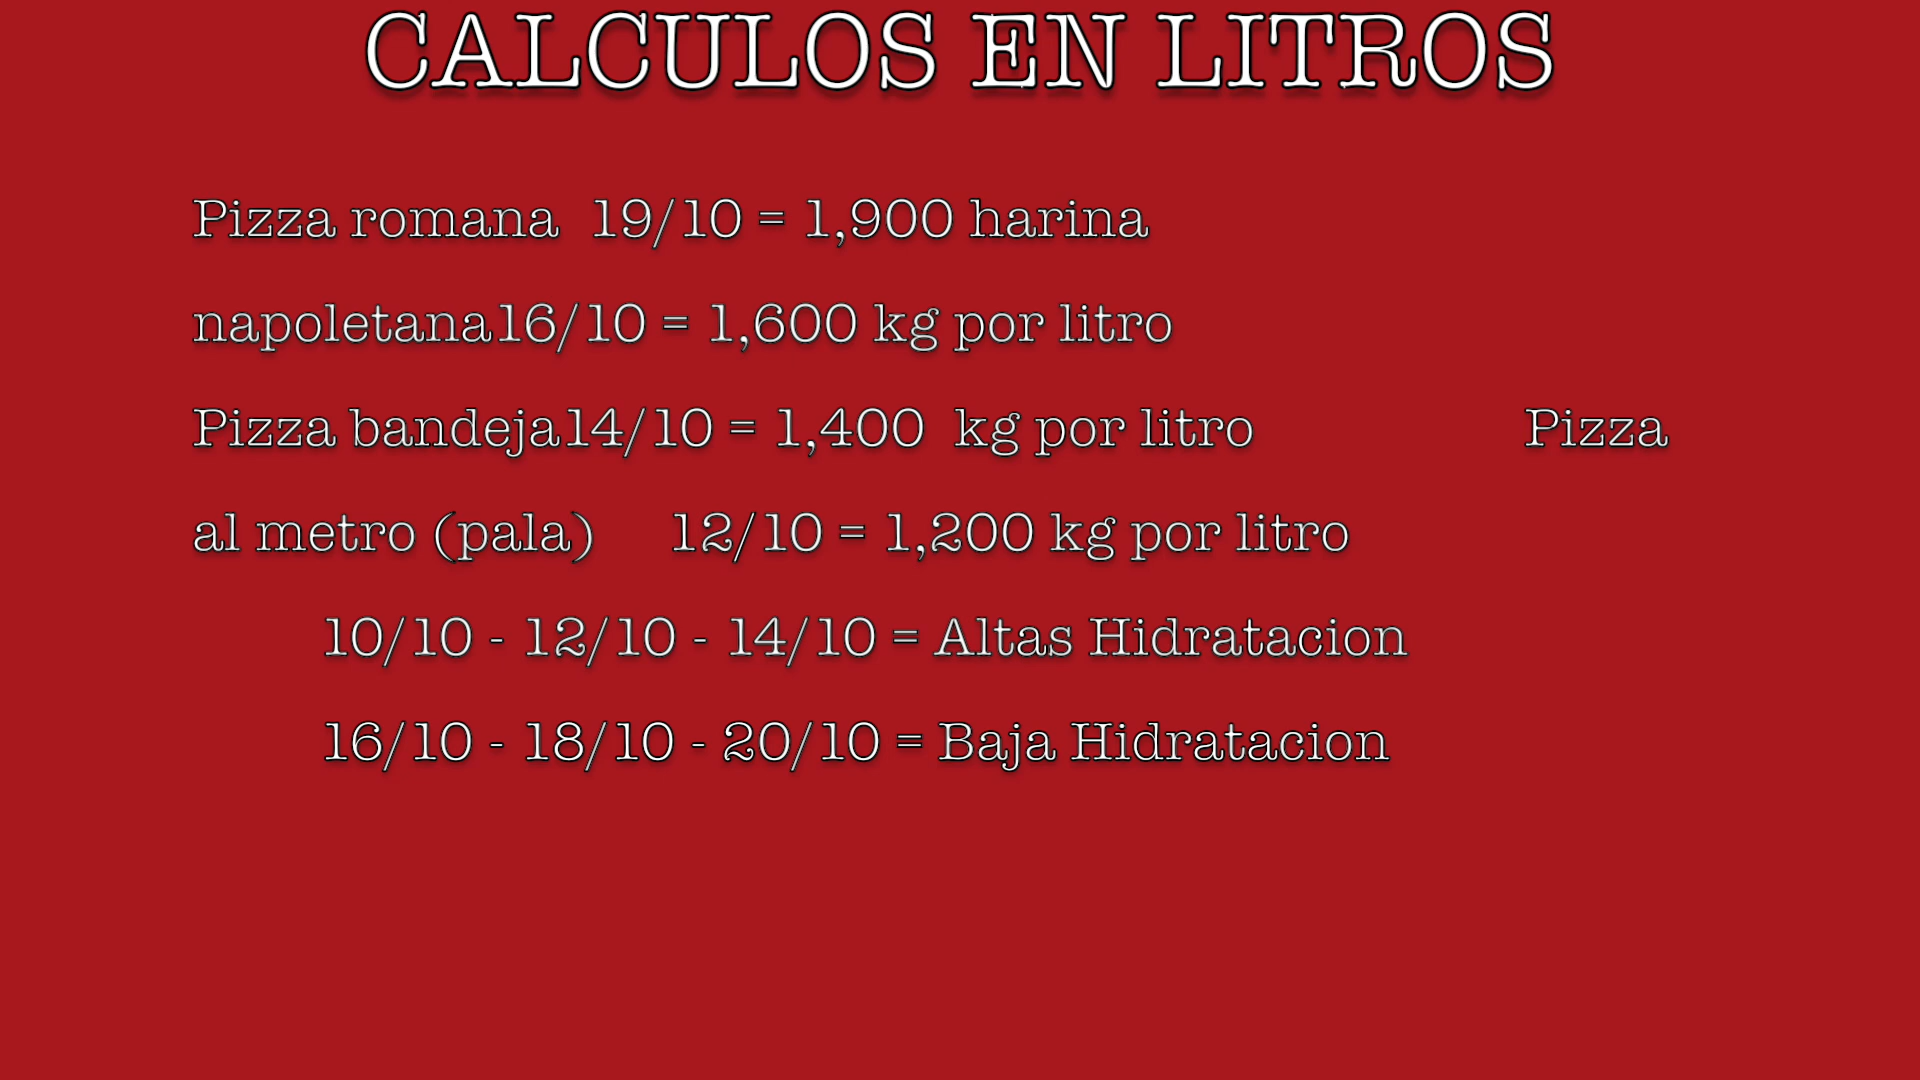 CALCULOS EN LITROS
Pizza romana 19/10 = 1,900 harina
napoletana16/10 = 1,600 kg por litro
Pizza bandeja14/10 = 1,400 kg por litro Pizza
al metro (pala) 12/10 = 1,200 kg por litro
10/10 - 12/10 - 14/10 = Altas Hidratacion
16/10 - 18/10 - 20/10 = Baja Hidratacion